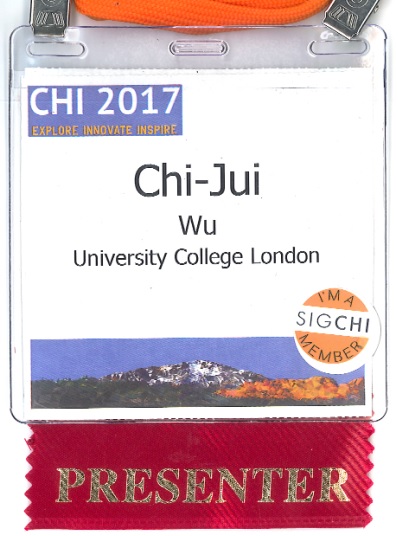 CHI 2017
EXPLORE INNOVATE INSPIRE
Chi-Jui
Wu
University College London
I'M A
SIGCHI
MEMBER
PRESENTER